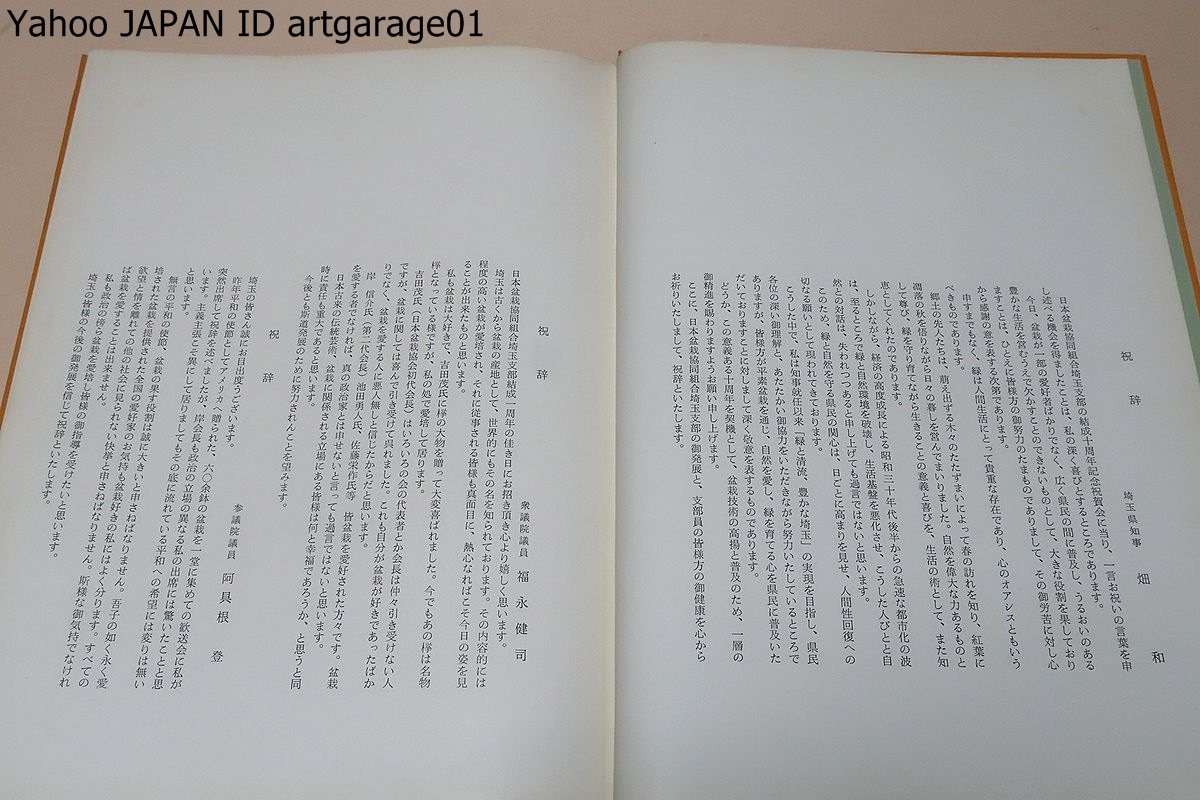 Yahoo JAPAN ID artgarage01
祝辞
埼玉県知事 畑 和
日本盆栽協同組合埼玉支部の結成十周年記念祝賀会に当り、一言お祝いの言葉を申
し述べる機会を得ましたことは、私の深く喜びとするところであります。
今日、盆栽が一部の愛好者ばかりでなく、広く県民の間に普及し、うるおいのある
豊かな生活を営むうえで欠かすことのできないものとして、大きな役割を果しており
ますことは、ひとえに皆様方の御努力のたまものでありまして、その御労苦に対し心
から感謝の意を表する次第であります。
申すまでもなく、緑は人間生活にとって貴重な存在であり、心のオアシスともいう
べきものであります。
郷土の先人たちは、萌え出ずる木々のたたずまいによって春の訪れを知り、紅葉に
凋落の秋を悟りながら日々の暮しを営んでまいりました。自然を偉大な力あるものと
して尊び、緑を守り育てながら生きることの意義と喜びを、生活の術として、また知
恵としてくれたのであります。
しかしながら、経済の高度成長による昭和三十年代後半からの急速な都市化の波
は、至るところで緑と自然環境を破壊し、生活基盤を悪化させ、こうした人びとと自
然との対話は、失われつつあると申し上げても過言ではないと思います。
このため、緑と自然を守る県民の関心は、日ごとに高まりを見せ、人間性回復への
切なる願いとして現われてきております。
こうした中で、私は知事就任以来「緑と清流、豊かな埼玉」の実現を目指し、県民
各位の深い御理解と、あたたかい御協力をいただきながら努力いたしているところで
ありますが、皆様方が平素盆栽を通し、自然を愛し、緑を育てる心を県民に普及いた
だいておりますことに対しまして深く敬意を表するものであります。
どうか、この意義ある十周年を契機として、盆栽技術の高揚と普及のため、一層の
御精進を賜わりますようお願い申し上げます。
ここに、日本盆栽協同組合埼玉支部の御発展と、支部員の皆様方の御健康を心から
お祈りいたしまして、祝辞といたします。
祝辞
衆議院議員 福永健司
日本盆栽協同組合埼玉支部結成一周年の佳き日にお招き頂き心より嬉しく思います。
埼玉は古くから盆栽の産地として、世界的にもその名を知られております。その内容的には
程度の高い盆栽が愛培され、それに従事される皆様も真面目に、熱心なればこそ今日の姿を見
ることが出来たものと思います。
私も盆栽は大好きで、吉田茂氏に欅の大物を贈って大変喜ばれました。今でもあの欅は名物
欅となっている様ですが、私の処で愛培して居ります。
吉田茂氏（日本盆栽協会初代会長）はいろいろの会の代表者とか会長は仲々引き受けない人
ですが、盆栽に関しては喜んで引き受けて呉れました。これも自分が盆栽が好きであったばか
りでなく、盆栽を愛する人に悪人無しと信じたからだと思います。
岸 信介氏（第二代会長）池田勇人氏、佐藤栄作氏等 皆盆栽を愛好された方々です。盆栽
を愛する者でなければ、真の政治家とは申せないと言っても過言ではないと思います。
日本古来の伝統芸術、盆栽に関係される立場にある皆様は何と幸福であろうか、と思うと同
時に責任も重大であると思います。
今後とも斯道発展のために努力されんことを望みます。
祝辞
参議院議員 阿具根 登
埼玉の皆さん誠にお目出度うございます。
昨年平和の使節としてアメリカへ贈られた、六〇余鉢の盆栽を一堂に集めての歓送会に私が
突然出席して祝辞を述べましたが、岸会長も政治の立場の異なる私の出席には驚いたことと思
います。主義主張こそ異にして居りましてもその底に流れている平和への希望には変りは無い
と思います。
無言の平和の使節、盆栽の果す役割は誠に大きいと申さねばなりません。吾子の如く永く愛
培された盆栽を提供された全国の愛好家のお気持も盆栽好きの私にはよく分ります。すべての
欲望と情を離れての他の社会に見られない快挙と申さねばなりません。斯様な御気持でなけれ
ば盆栽を愛することは出来ません。
私も政治の傍ら盆栽を愛培し皆様の御指導を受けたいと思います。
埼玉の皆様の今後の御発展を信じて祝辞といたします。